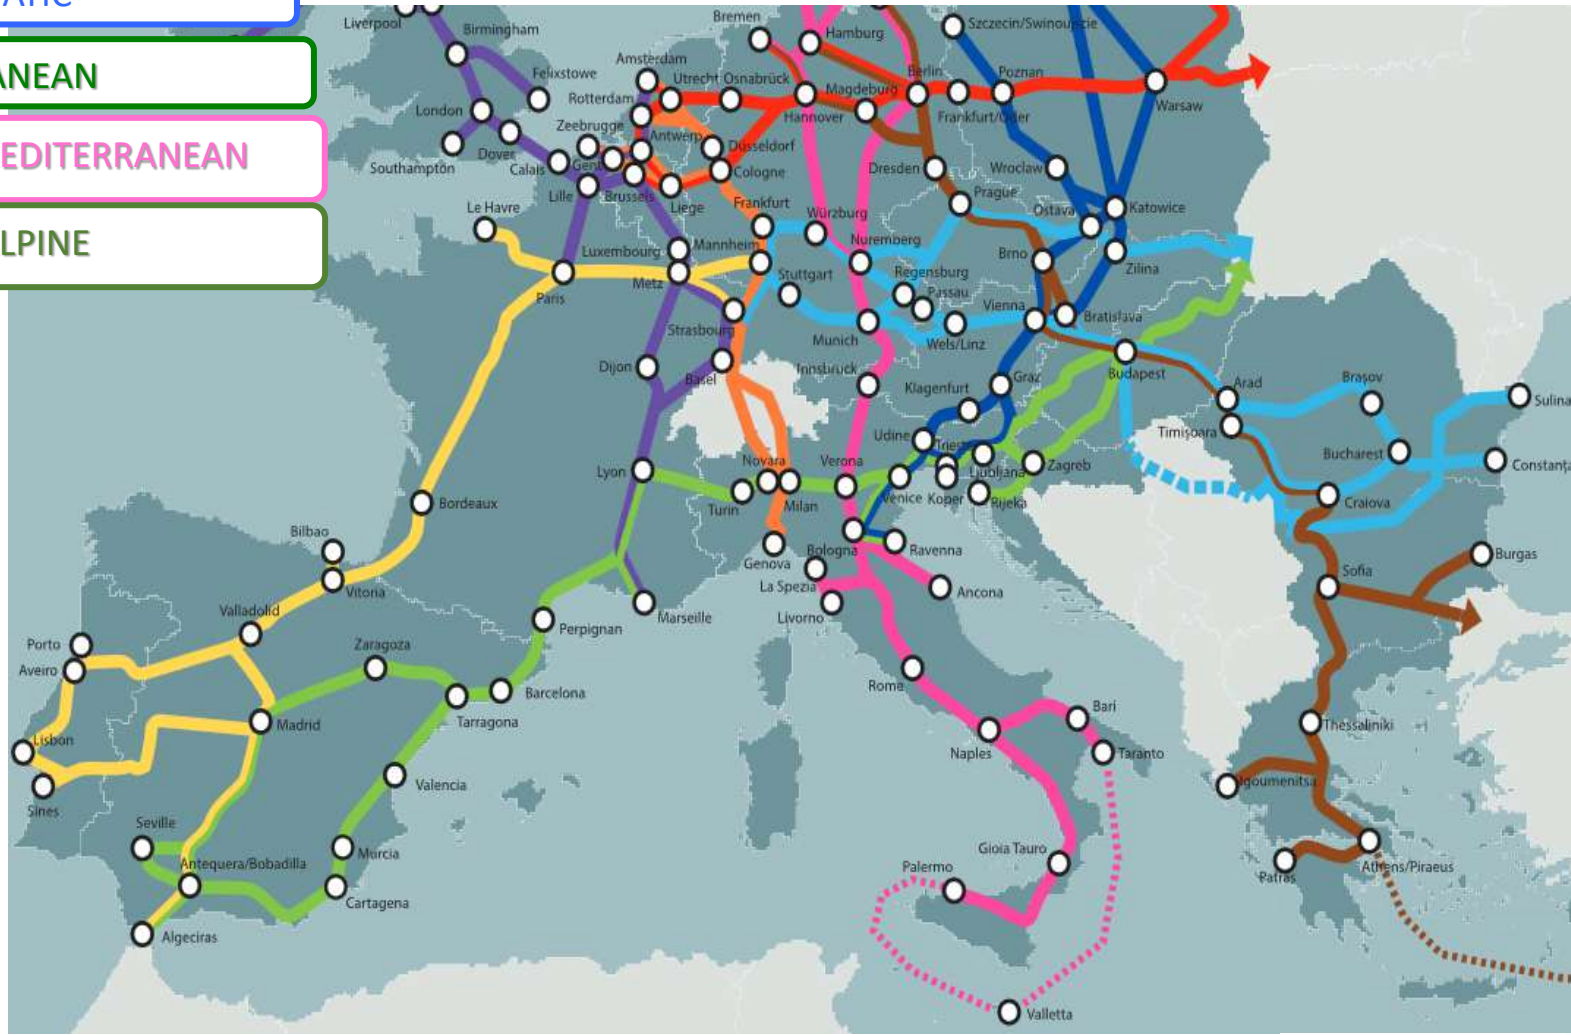 ANEAN
EDITERRANEAN
LPINE
Liverpool
Birmingham
Bremen
Hamburg
Szczecin/Swinoujscie
Felixstowe
Amsterdam
Utrecht
Osnabrück
Berlin
Poznan
Warsaw
London
Rotterdam
Magdeburg
Hannover
Frankfurt/Oder
Zeebrugge
Antwerp
Düsseldorf
Southampton
Dover
Calais
Gent
Cologne
Dresden
Wroclaw
Lille
Brussels
Liege
Prague
Le Havre
Frankfurt
Würzburg
Ostava
Katowice
Luxembourg
Mannheim
Nuremberg
Brno
Zilina
Paris
Metz
Stuttgart
Regensburg
Passau
Vienna
Bratislava
Strasbourg
Munich
Wels/Linz
Dijon
Basel
Innsbruck
Klagenfurt
Graz
Budapest
Arad
Braşov
Sulina
Udine
Timişoara
Lyon
Novara
Verona
Ljubljana
Zagreb
Bucharest
Bordeaux
Turin
Milan
Venice
Koper
Rijeka
Craiova
Bilbao
Genova
Bologna
Ravenna
Burgas
Vitoria
La Spezia
Ancona
Sofia
Valladolid
Marseille
Livorno
Porto
Zaragoza
Perpignan
Aveiro
Rome
Barcelona
Madrid
Tarragona
Bari
Thessaliniki
Lisbon
Naples
Taranto
Sines
Valencia
Igoumenitsa
Seville
Antequera/Bobadilla
Murcia
Gioia Tauro
Palermo
Patras
Athens/Piraeus
Cartagena
Algeciras
Valletta